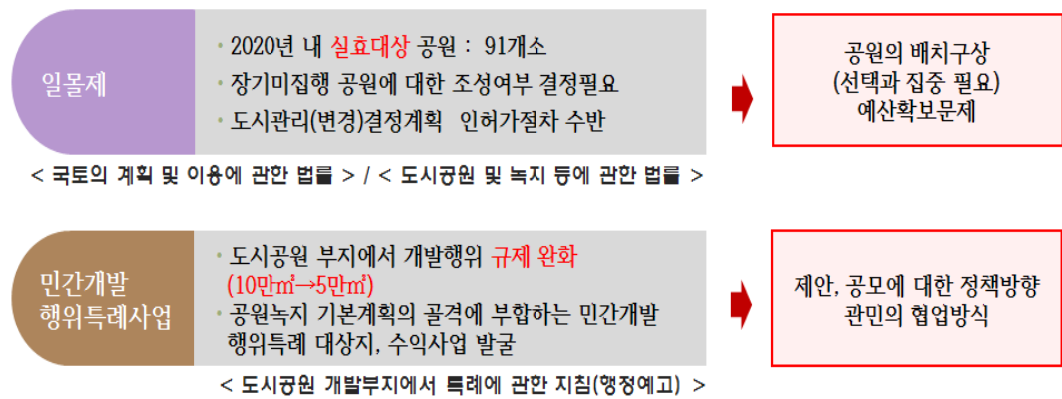 일몰제
• 2020년 내 실효대상 공원 : 91개소
• 장기미집행 공원에 대한 조성여부 결정필요
• 도시관리(변경)결정계획 인허가절차 수반
공원의 배치구상
(선택과 집중 필요)
예산확보문제
< 국토의 계획 및 이용에 관한 법률 > / < 도시공원 및 녹지 등에 관한 법률 >
민간개발
행위특례사업
• 도시공원 부지에서 개발행위 규제 완화
(10만㎡→5만㎡)
• 공원녹지 기본계획의 골격에 부합하는 민간개발
행위특례 대상지, 수익사업 발굴
제안, 공모에 대한 정책방향
관민의 협업방식
< 도시공원 개발부지에서 특례에 관한 지침(행정예고) >